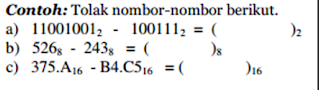 Contoh: Tolak nombor-nombor berikut.
a) 11001001₂ - 100111₂ = ( )₂
b) 526₈ - 243₈ = ( )₈
c) 375.A₁₆ - B4.C5₁₆ = ( )₁₆